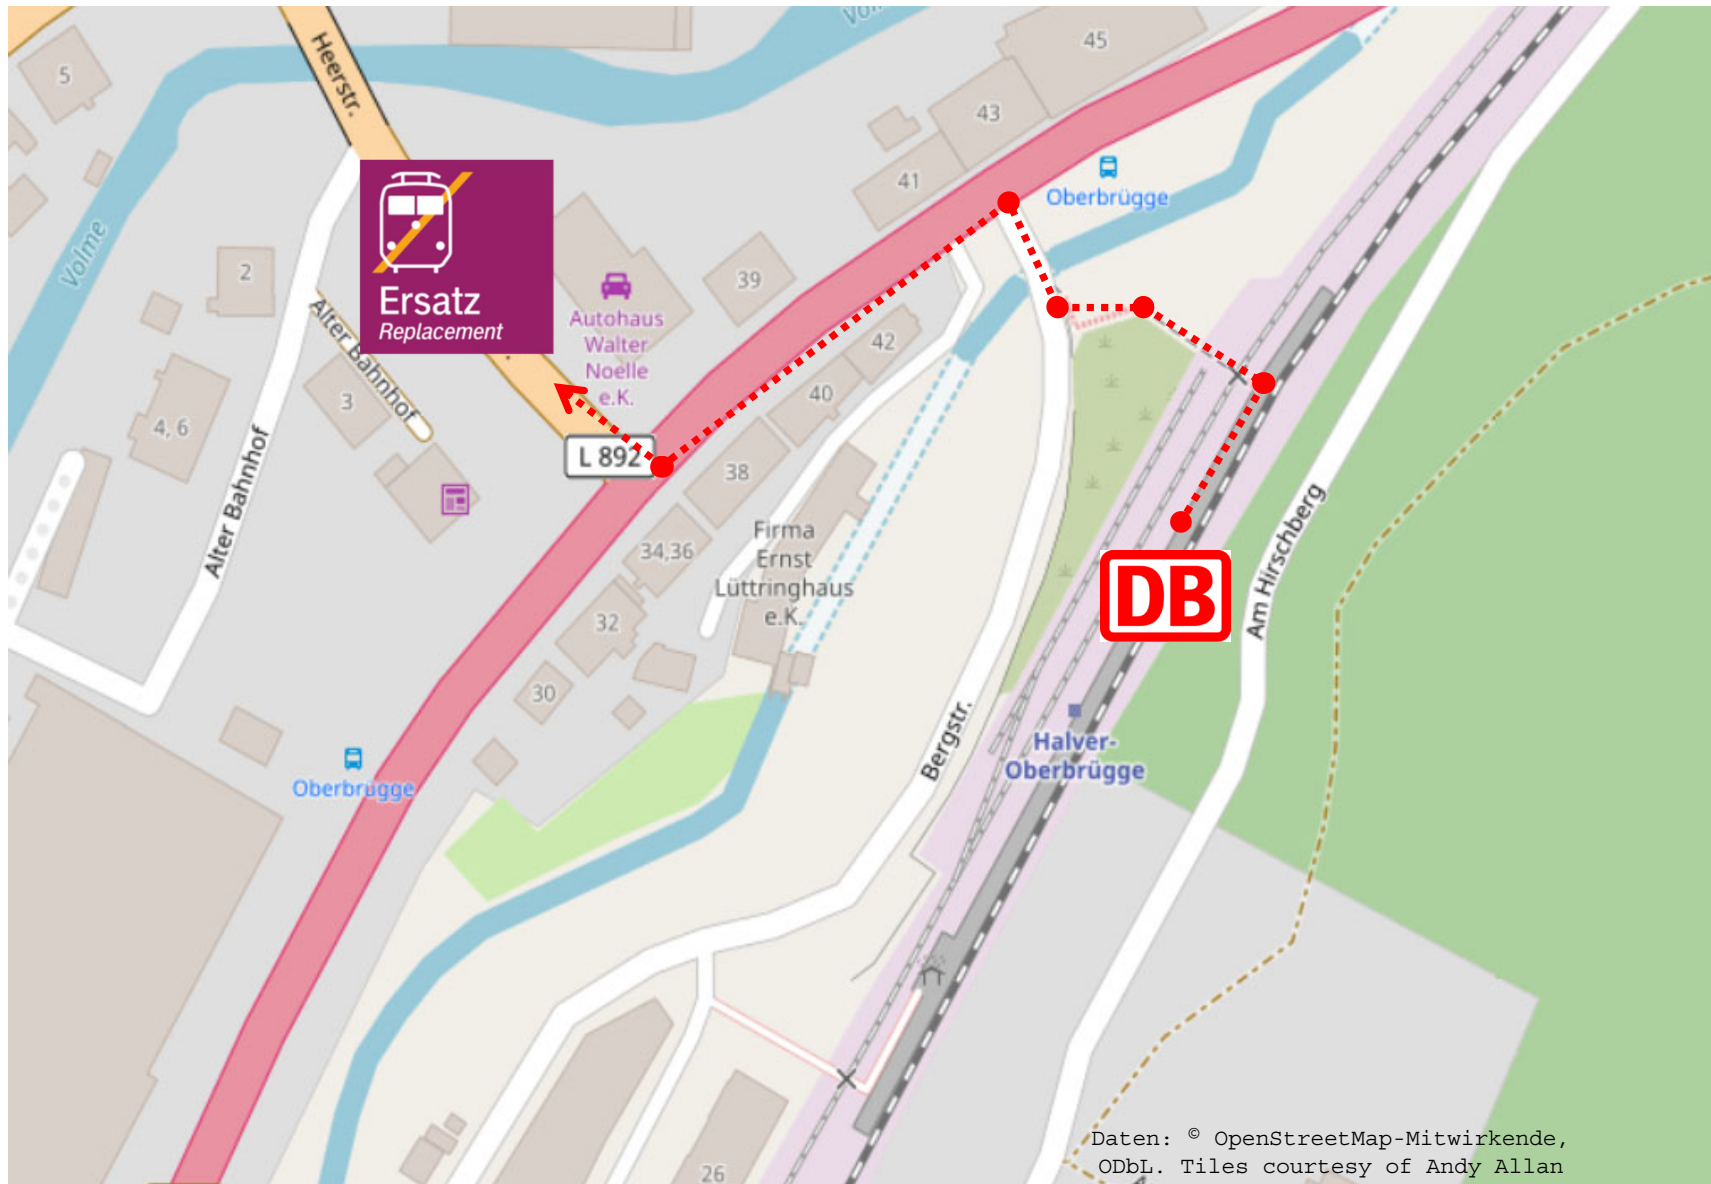 Volme
45
Heerstr.
5
43
41
Oberbrügge
Volme
2
39
Ersatz
Replacement
Autohaus
Walter
Noelle
e.K.
42
Alter Bahnhof
3
40
4, 6
L 892
38
Alter Bahnhof
34,36
Firma
Ernst
Lüttringhaus
e.K.
32
DB
Am Hirschberg
30
Bergstr.
Halver-
Oberbrügge
Oberbrügge
26
Daten: © OpenStreetMap-Mitwirkende,
ODbL. Tiles courtesy of Andy Allan